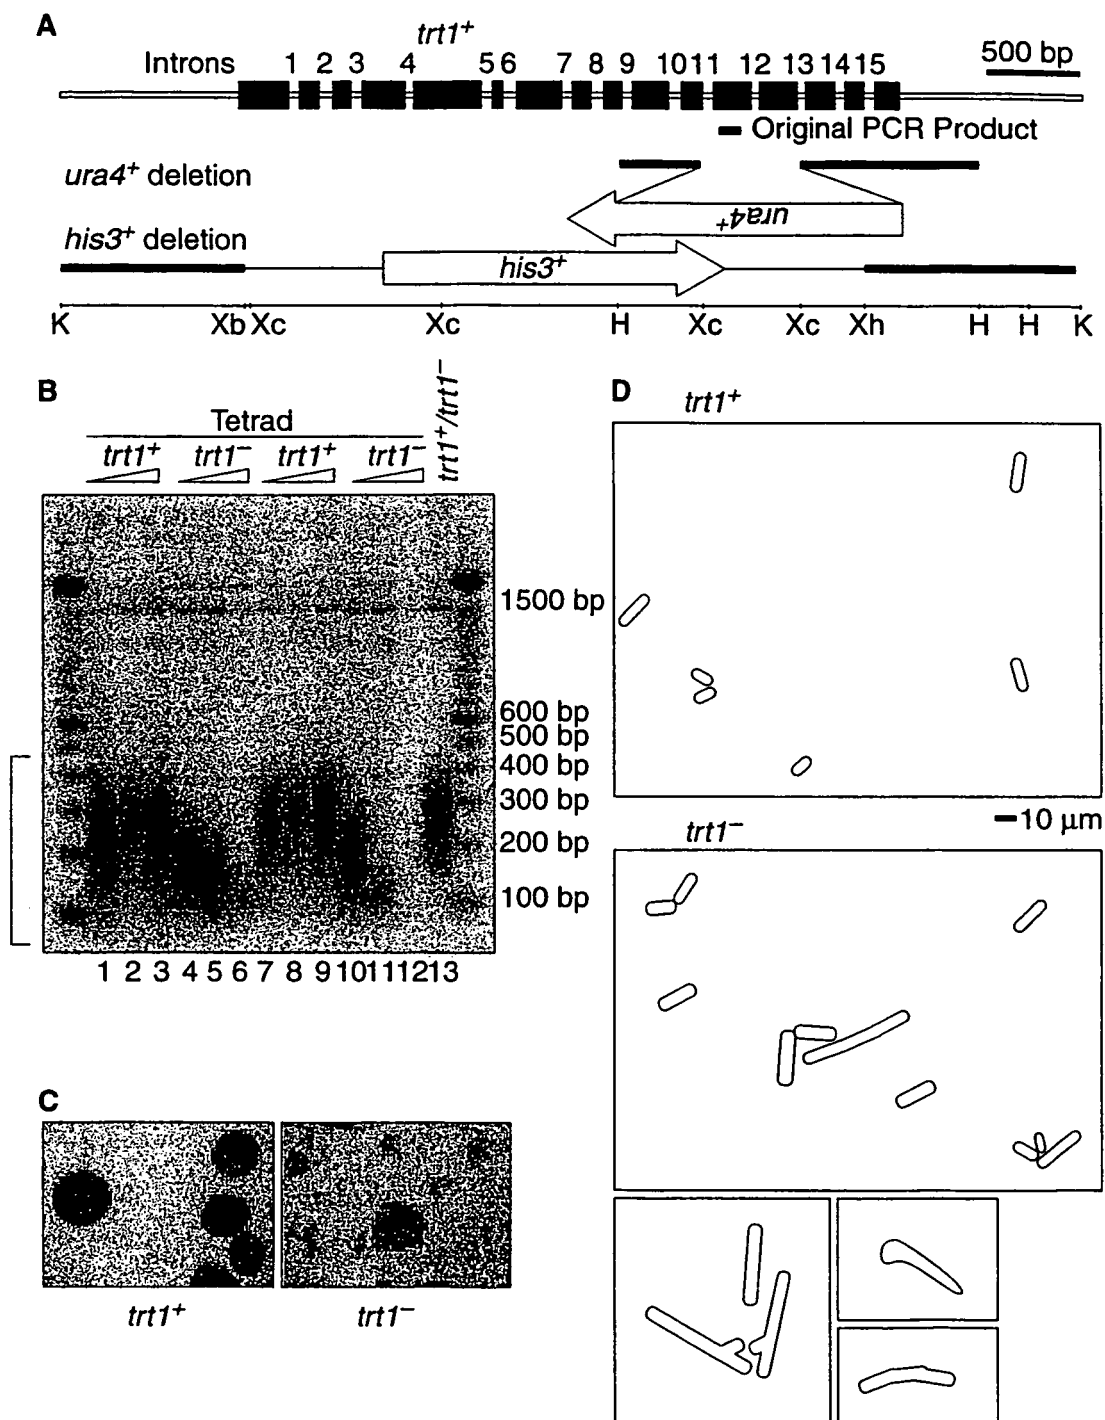 A
trt1+
Introns 1 2 3 4 5 6 7 8 9 10 11 12 13 14 15
500 bp
Original PCR Product
ura4+ deletion
ura4+
his3+ deletion
his3+
K Xb Xc Xc H Xc Xc Xh H H K
B
Tetrad
trt1+ trt1− trt1+ trt1−
trt1+/trt1−
1500 bp
600 bp
500 bp
400 bp
300 bp
200 bp
100 bp
1 2 3 4 5 6 7 8 9 10 11 12 13
C
trt1+ trt1−
D
trt1+
10 µm
trt1−